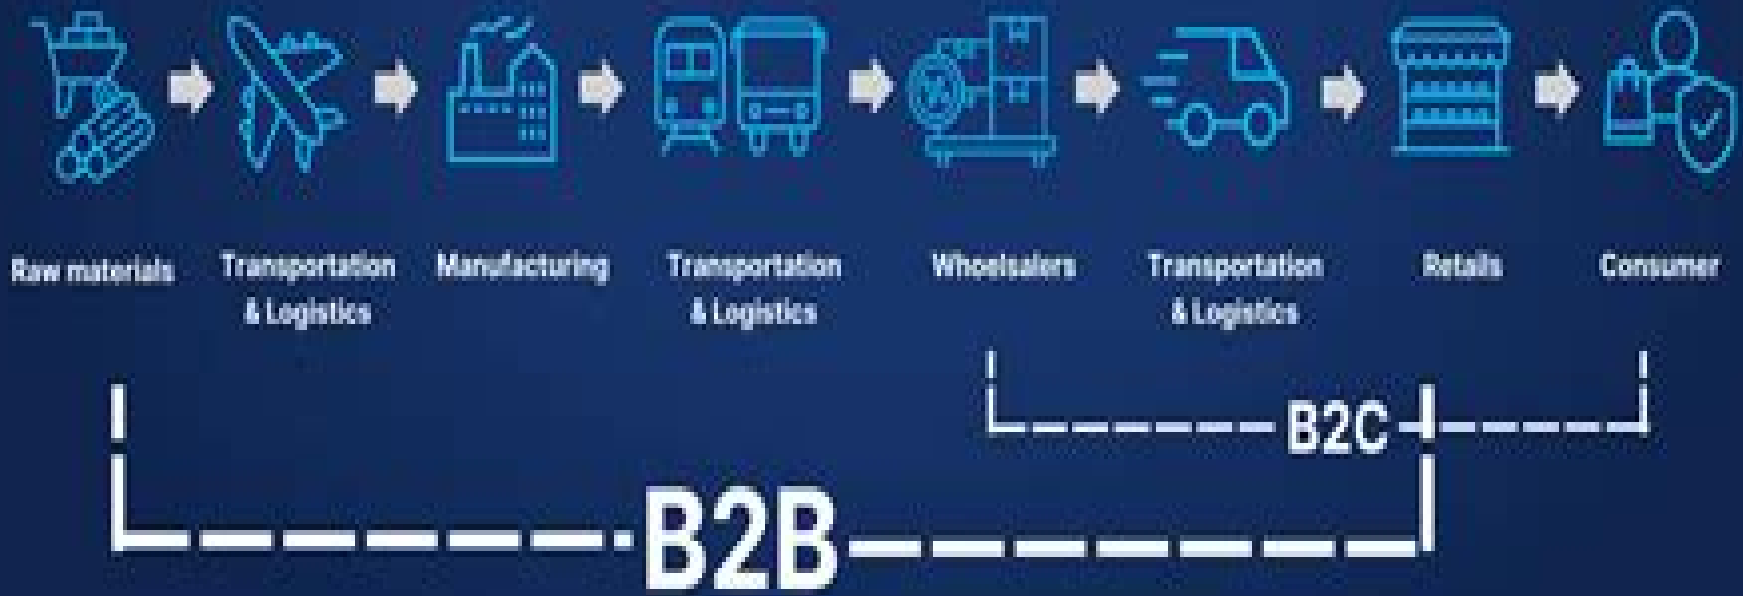 Raw materials
Transportation
& Logistics
Manufacturing
Transportation
& Logistics
Whoelsalers
Transportation
& Logistics
Retails
Consumer
B2C
B2B